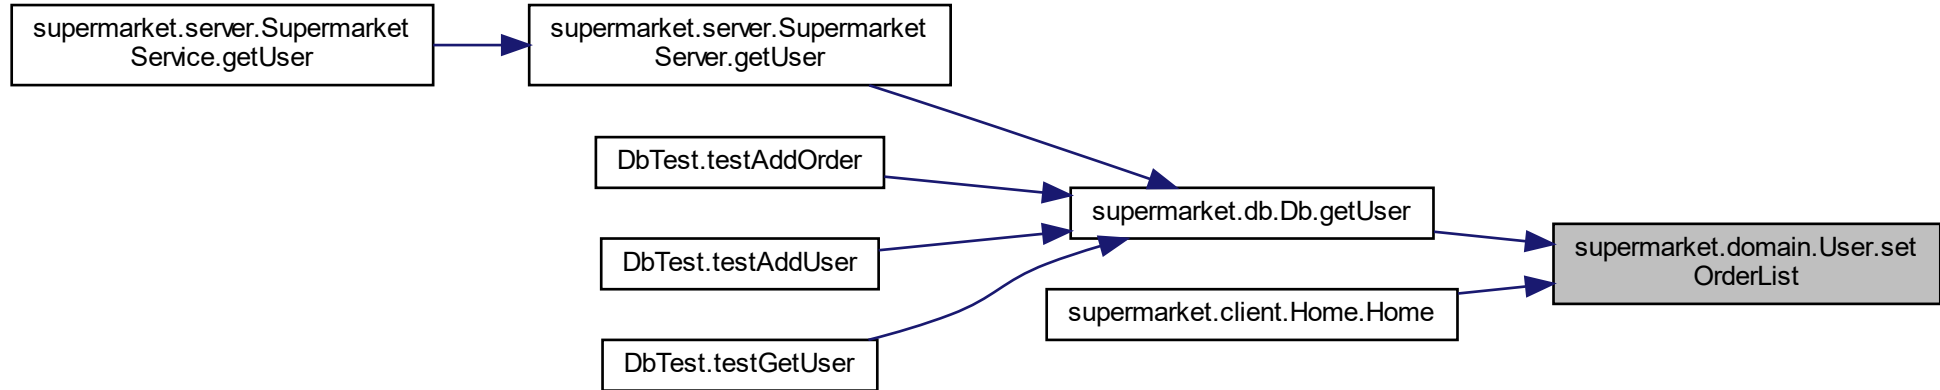 supermarket.server.Supermarket
Service.getUser
supermarket.server.Supermarket
Server.getUser
DbTest.testAddOrder
supermarket.db.Db.getUser
DbTest.testAddUser
supermarket.domain.User.set
OrderList
supermarket.client.Home.Home
DbTest.testGetUser